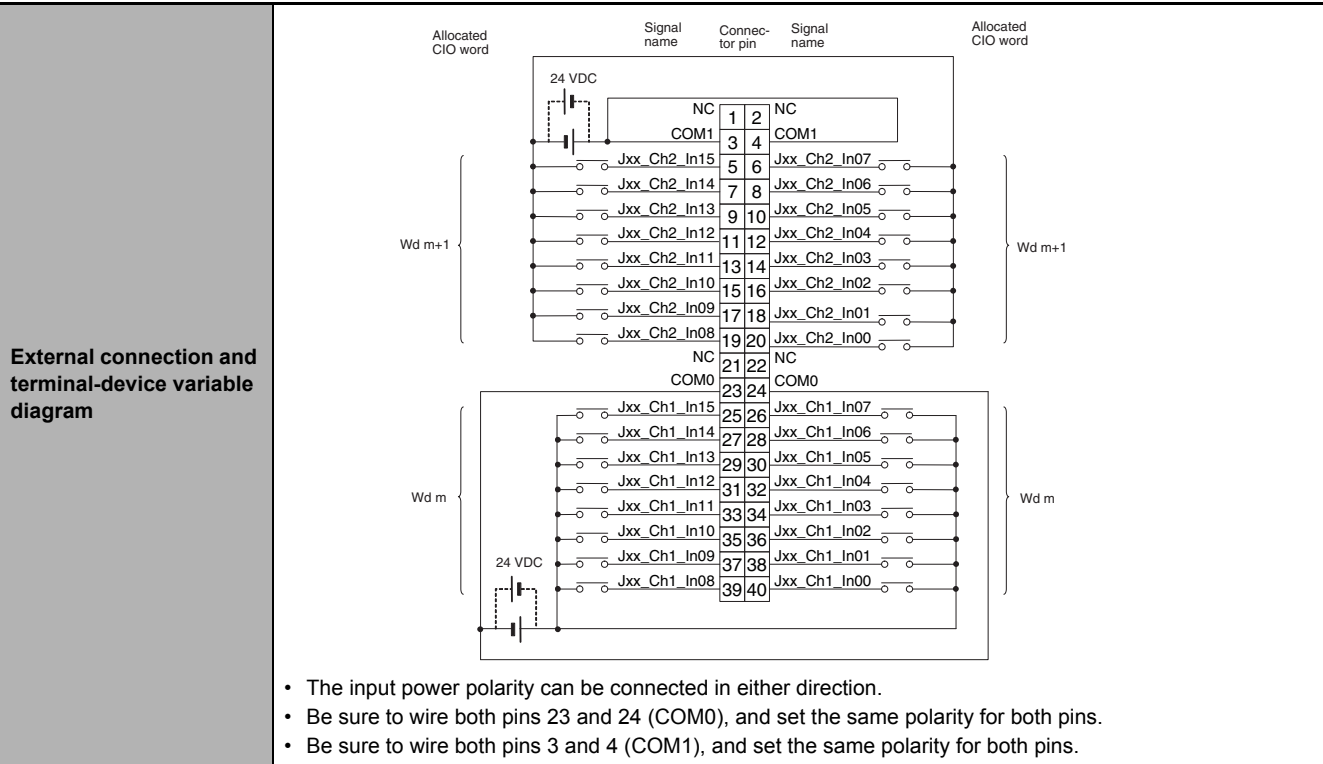 External connection and
terminal-device variable
diagram
Allocated
CIO word
Signal
name
Connec-
tor pin
Signal
name
Allocated
CIO word
24 VDC
NC 1 2 NC
COM1 3 4 COM1
Jxx_Ch2_In15 5 6 Jxx_Ch2_In07
Jxx_Ch2_In14 7 8 Jxx_Ch2_In06
Jxx_Ch2_In13 9 10 Jxx_Ch2_In05
Wd m+1 Jxx_Ch2_In12 11 12 Jxx_Ch2_In04 Wd m+1
Jxx_Ch2_In11 13 14 Jxx_Ch2_In03
Jxx_Ch2_In10 15 16 Jxx_Ch2_In02
Jxx_Ch2_In09 17 18 Jxx_Ch2_In01
Jxx_Ch2_In08 19 20 Jxx_Ch2_In00
NC 21 22 NC
COM0 23 24 COM0
Jxx_Ch1_In15 25 26 Jxx_Ch1_In07
Jxx_Ch1_In14 27 28 Jxx_Ch1_In06
Jxx_Ch1_In13 29 30 Jxx_Ch1_In05
Wd m Jxx_Ch1_In12 31 32 Jxx_Ch1_In04 Wd m
Jxx_Ch1_In11 33 34 Jxx_Ch1_In03
Jxx_Ch1_In10 35 36 Jxx_Ch1_In02
24 VDC Jxx_Ch1_In09 37 38 Jxx_Ch1_In01
Jxx_Ch1_In08 39 40 Jxx_Ch1_In00
• The input power polarity can be connected in either direction.
• Be sure to wire both pins 23 and 24 (COM0), and set the same polarity for both pins.
• Be sure to wire both pins 3 and 4 (COM1), and set the same polarity for both pins.